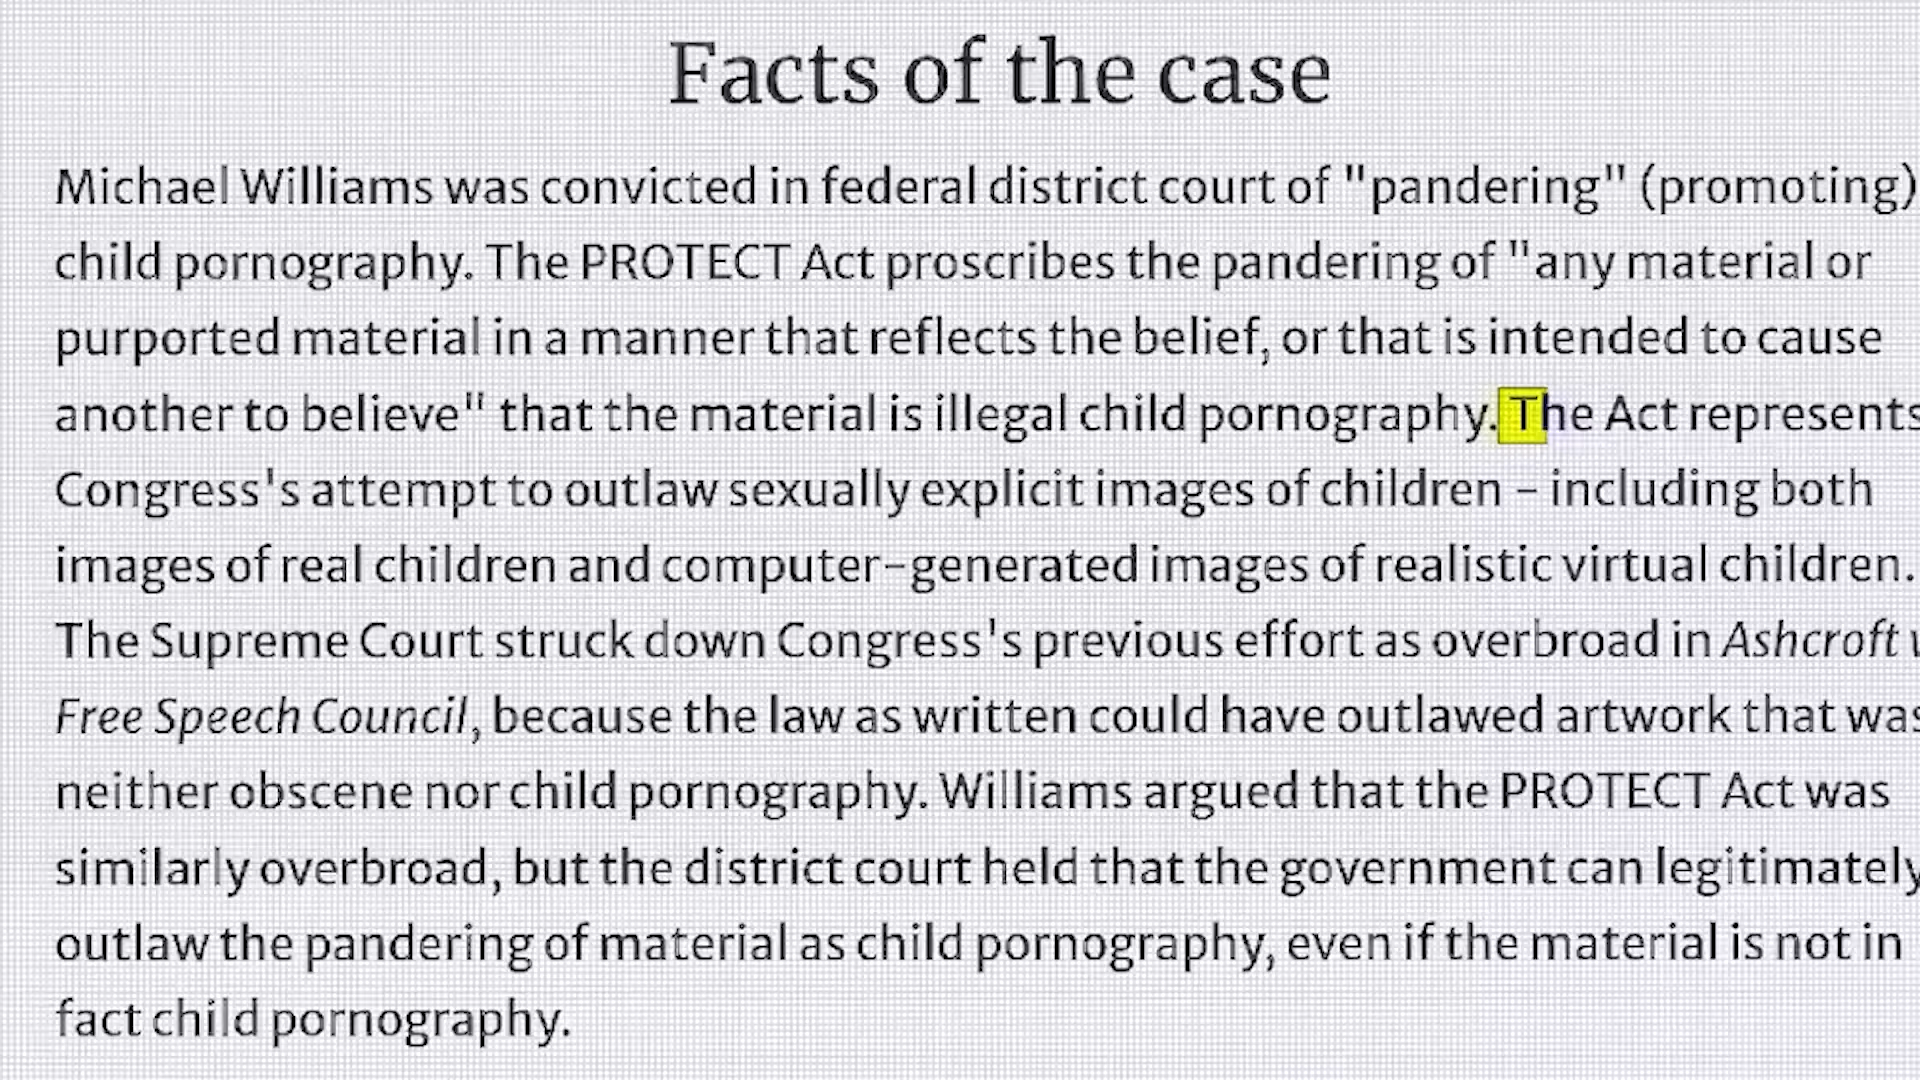 Facts of the case
Michael Williams was convicted in federal district court of "pandering" (promoting)
child pornography. The PROTECT Act proscribes the pandering of "any material or
purported material in a manner that reflects the belief, or that is intended to cause
another to believe" that the material is illegal child pornography. The Act represents
Congress's attempt to outlaw sexually explicit images of children – including both
images of real children and computer-generated images of realistic virtual children.
The Supreme Court struck down Congress's previous effort as overbroad in Ashcroft v
Free Speech Council, because the law as written could have outlawed artwork that was
neither obscene nor child pornography. Williams argued that the PROTECT Act was
similarly overbroad, but the district court held that the government can legitimately
outlaw the pandering of material as child pornography, even if the material is not in
fact child pornography.